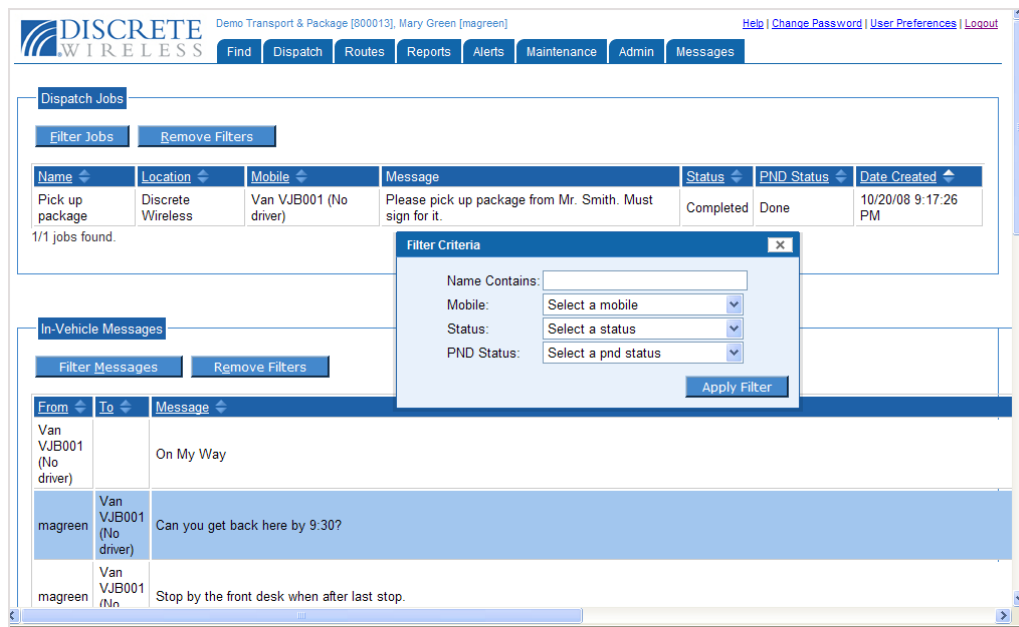 DISCRETE
WIRELESS
Demo Transport & Package [800013], Mary Green [magreen]
Help | Change Password | User Preferences | Logout
Find Dispatch Routes Reports Alerts Maintenance Admin Messages
Dispatch Jobs
Filter Jobs Remove Filters
Name Location Mobile Message Status PND Status Date Created
Pick up package Discrete Wireless Van VJB001 (No driver) Please pick up package from Mr. Smith. Must sign for it. Completed Done 10/20/08 9:17:26 PM
1/1 jobs found.
Filter Criteria
Name Contains:
Mobile: Select a mobile
Status: Select a status
PND Status: Select a pnd status
Apply Filter
In-Vehicle Messages
Filter Messages Remove Filters
From To Message
Van VJB001 (No driver) On My Way
magreen Van VJB001 (No driver) Can you get back here by 9:30?
magreen Van VJB001 (No Stop by the front desk when after last stop.